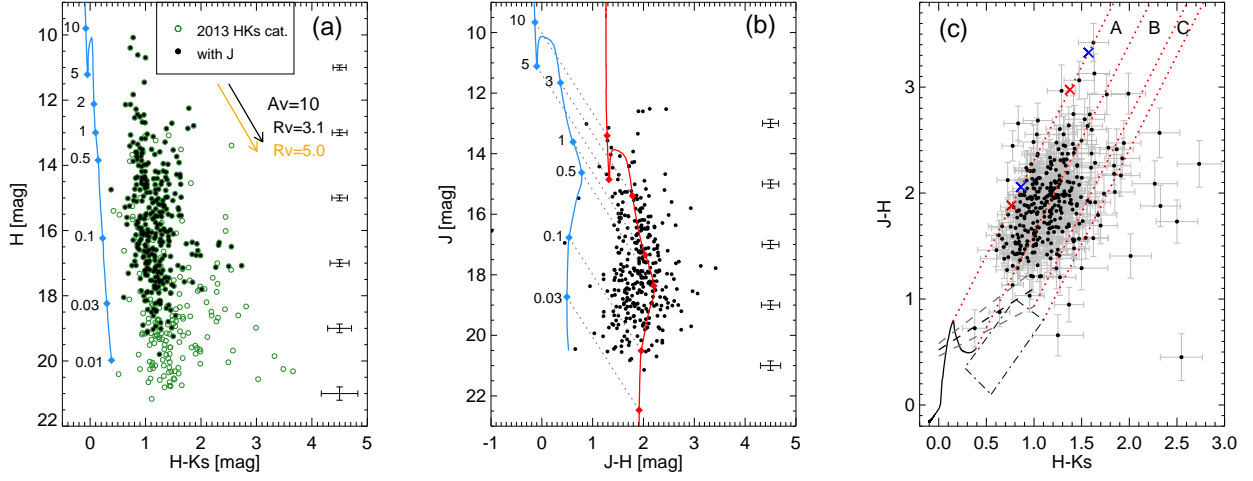 (a)
2013 HKs cat.
with J
Av=10
Rv=3.1
Rv=5.0
10
5
2
1
0.5
0.1
0.03
0.01
10
12
14
16
18
20
22
H [mag]
0 1 2 3 4 5
H-Ks [mag]
(b)
10
5
3
1
0.5
0.1
0.03
10
12
14
16
18
20
22
J [mag]
-1 0 1 2 3 4 5
J-H [mag]
(c)
A B C
3
2
1
0
J-H
0.0 0.5 1.0 1.5 2.0 2.5 3.0
H-Ks